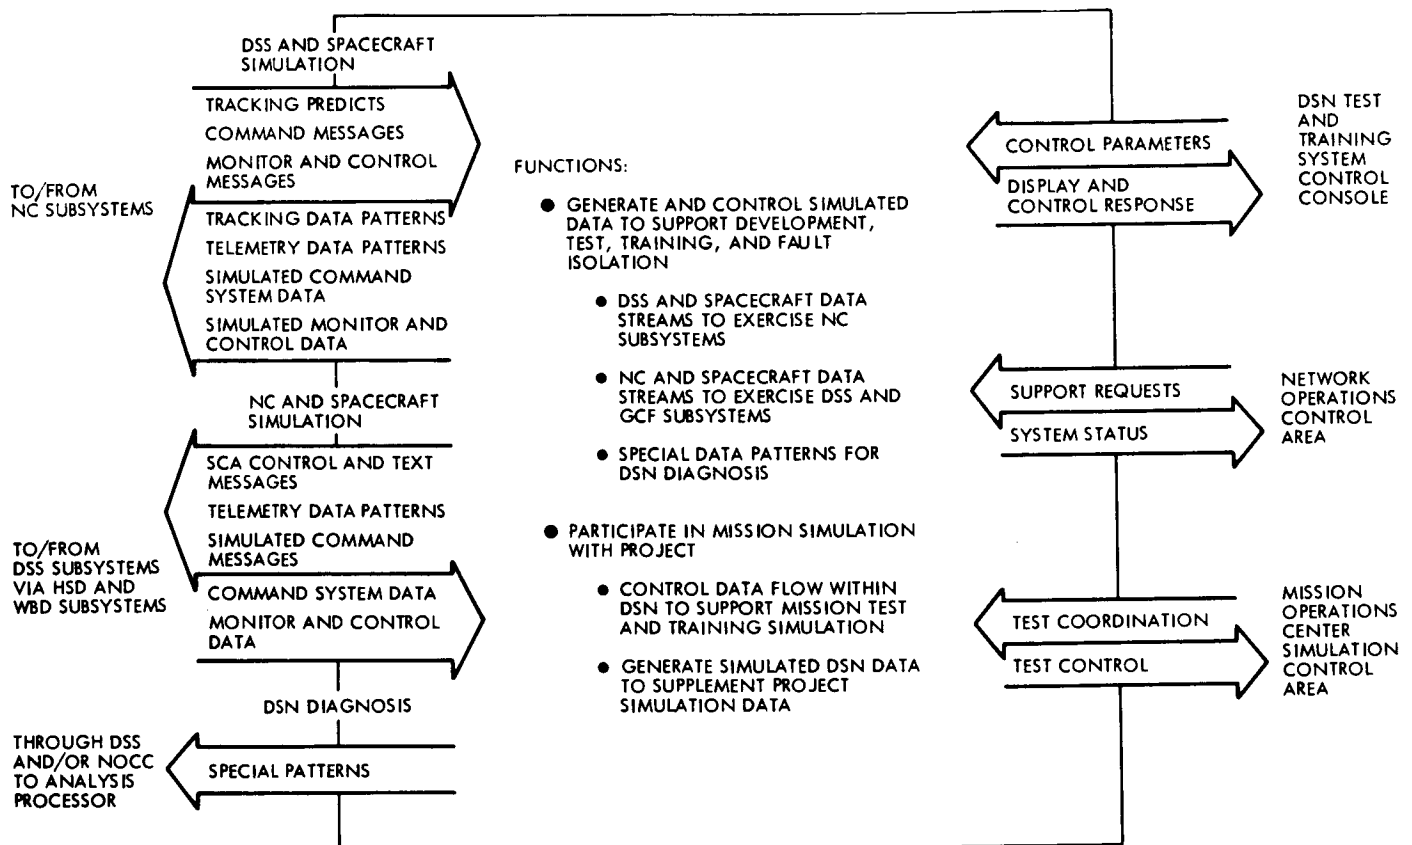 DSS AND SPACECRAFT
SIMULATION
TRACKING PREDICTS
COMMAND MESSAGES
MONITOR AND CONTROL
MESSAGES
TO/FROM
NC SUBSYSTEMS
TRACKING DATA PATTERNS
TELEMETRY DATA PATTERNS
SIMULATED COMMAND
SYSTEM DATA
SIMULATED MONITOR AND
CONTROL DATA
NC AND SPACECRAFT
SIMULATION
SCA CONTROL AND TEXT
MESSAGES
TELEMETRY DATA PATTERNS
SIMULATED COMMAND
MESSAGES
TO/FROM
DSS SUBSYSTEMS
VIA HSD AND
WBD SUBSYSTEMS
COMMAND SYSTEM DATA
MONITOR AND CONTROL
DATA
DSN DIAGNOSIS
THROUGH DSS
AND/OR NOCC
TO ANALYSIS
PROCESSOR
SPECIAL PATTERNS
FUNCTIONS:
● GENERATE AND CONTROL SIMULATED
DATA TO SUPPORT DEVELOPMENT,
TEST, TRAINING, AND FAULT
ISOLATION
● DSS AND SPACECRAFT DATA
STREAMS TO EXERCISE NC
SUBSYSTEMS
● NC AND SPACECRAFT DATA
STREAMS TO EXERCISE DSS AND
GCF SUBSYSTEMS
● SPECIAL DATA PATTERNS FOR
DSN DIAGNOSIS
● PARTICIPATE IN MISSION SIMULATION
WITH PROJECT
● CONTROL DATA FLOW WITHIN
DSN TO SUPPORT MISSION TEST
AND TRAINING SIMULATION
● GENERATE SIMULATED DSN DATA
TO SUPPLEMENT PROJECT
SIMULATION DATA
CONTROL PARAMETERS
DISPLAY AND
CONTROL RESPONSE
DSN TEST
AND
TRAINING
SYSTEM
CONTROL
CONSOLE
SUPPORT REQUESTS
SYSTEM STATUS
NETWORK
OPERATIONS
CONTROL
AREA
TEST COORDINATION
TEST CONTROL
MISSION
OPERATIONS
CENTER
SIMULATION
CONTROL
AREA